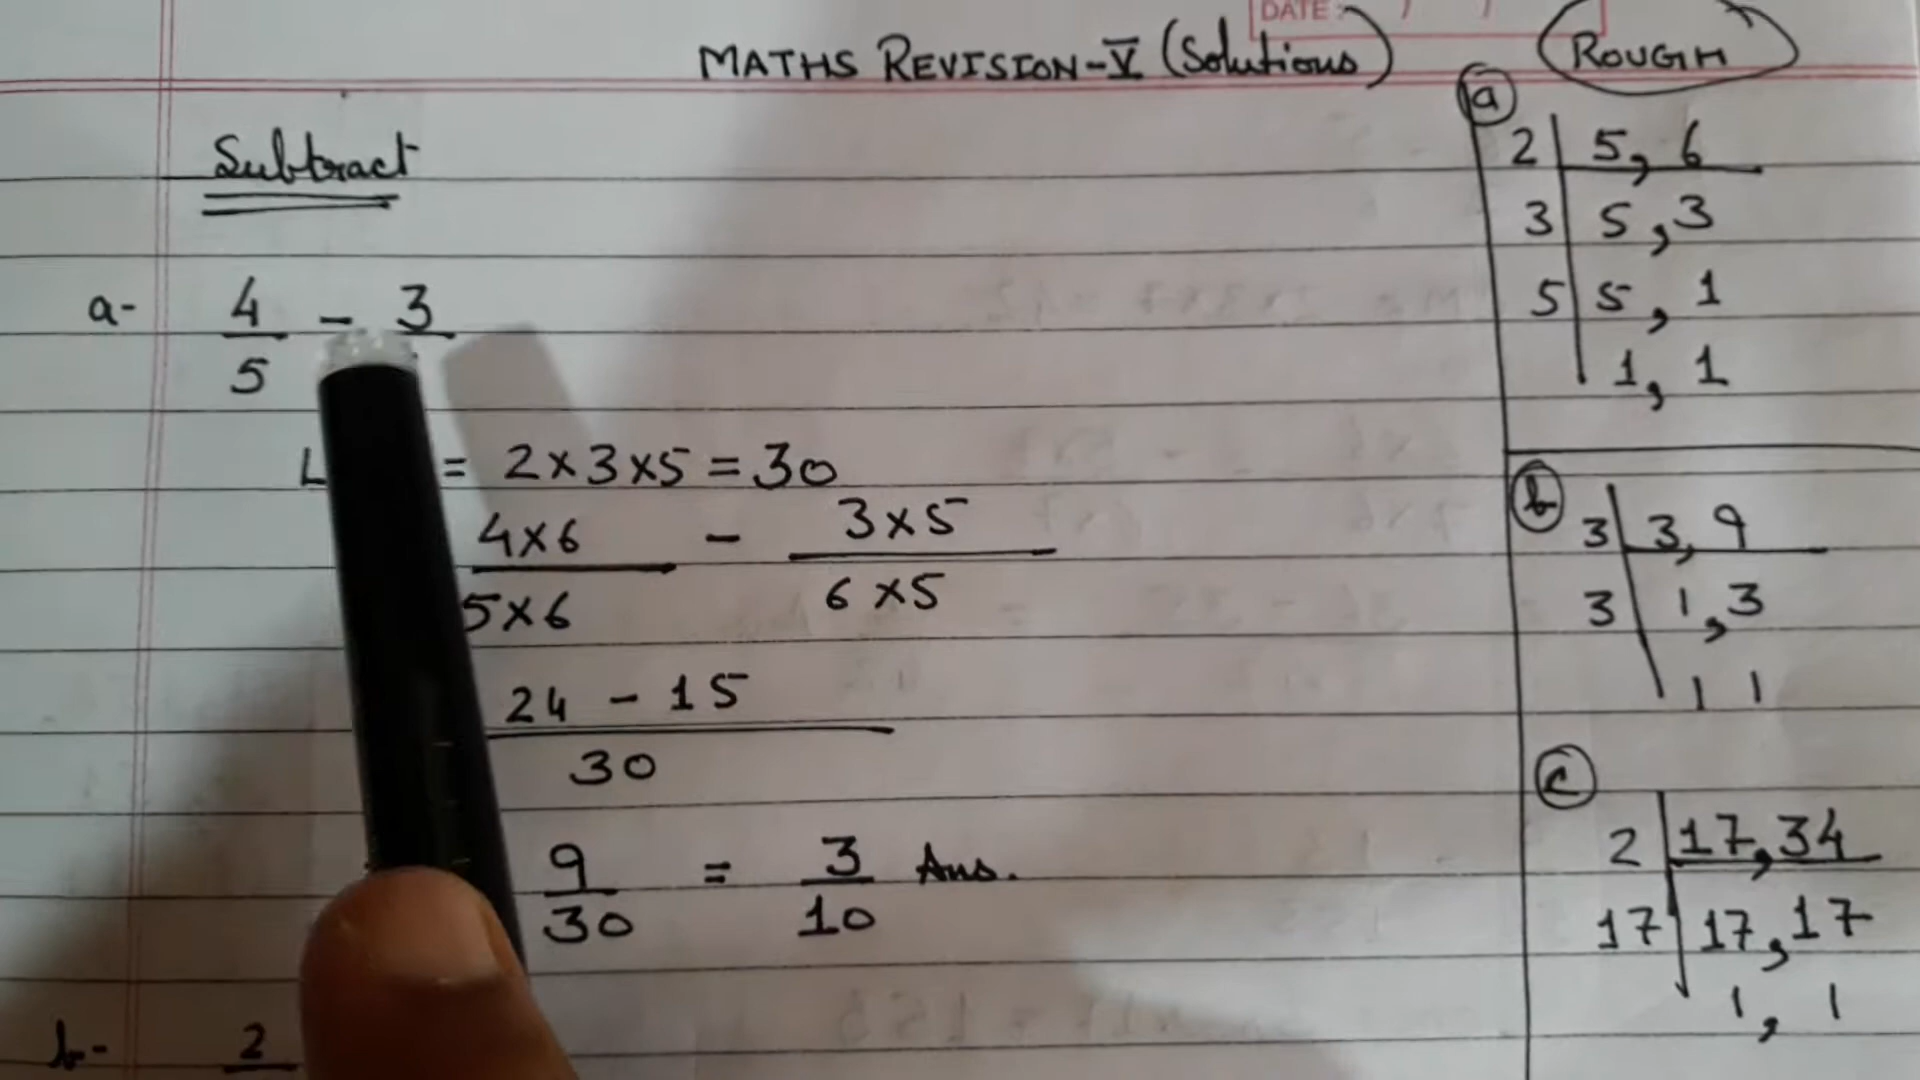 DATE : / /
MATHS REVISION-V (Solutions)
ROUGH
Subtract
a- 4/5 - 3/
L = 2×3×5=30
4×6/5×6 - 3×5/6×5
24 - 15/30
9/30 = 3/10 Ans.
b- 2
a
2 | 5, 6
3 | 5, 3
5 | 5, 1
1, 1
b
3 | 3, 9
3 | 1, 3
1 1
c
2 | 17, 34
17 | 17, 17
1, 1